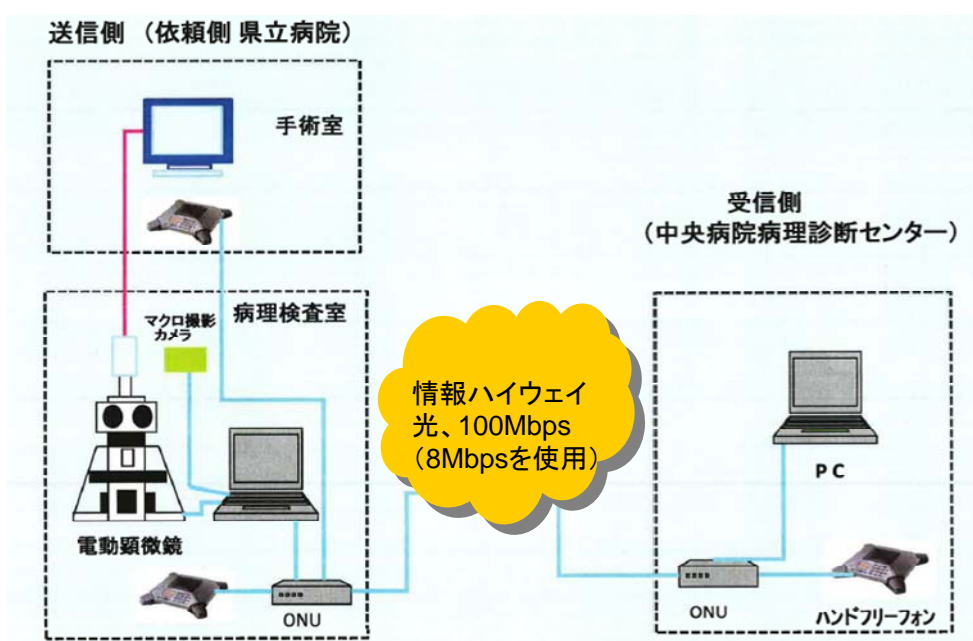 送信側 （依頼側 県立病院）
手術室
受信側
（中央病院病理診断センター）
マクロ撮影
カメラ
病理検査室
情報ハイウェイ
光、100Mbps
（8Mbpsを使用）
ＰＣ
電動顕微鏡
ONU
ONU
ハンドフリーフォン